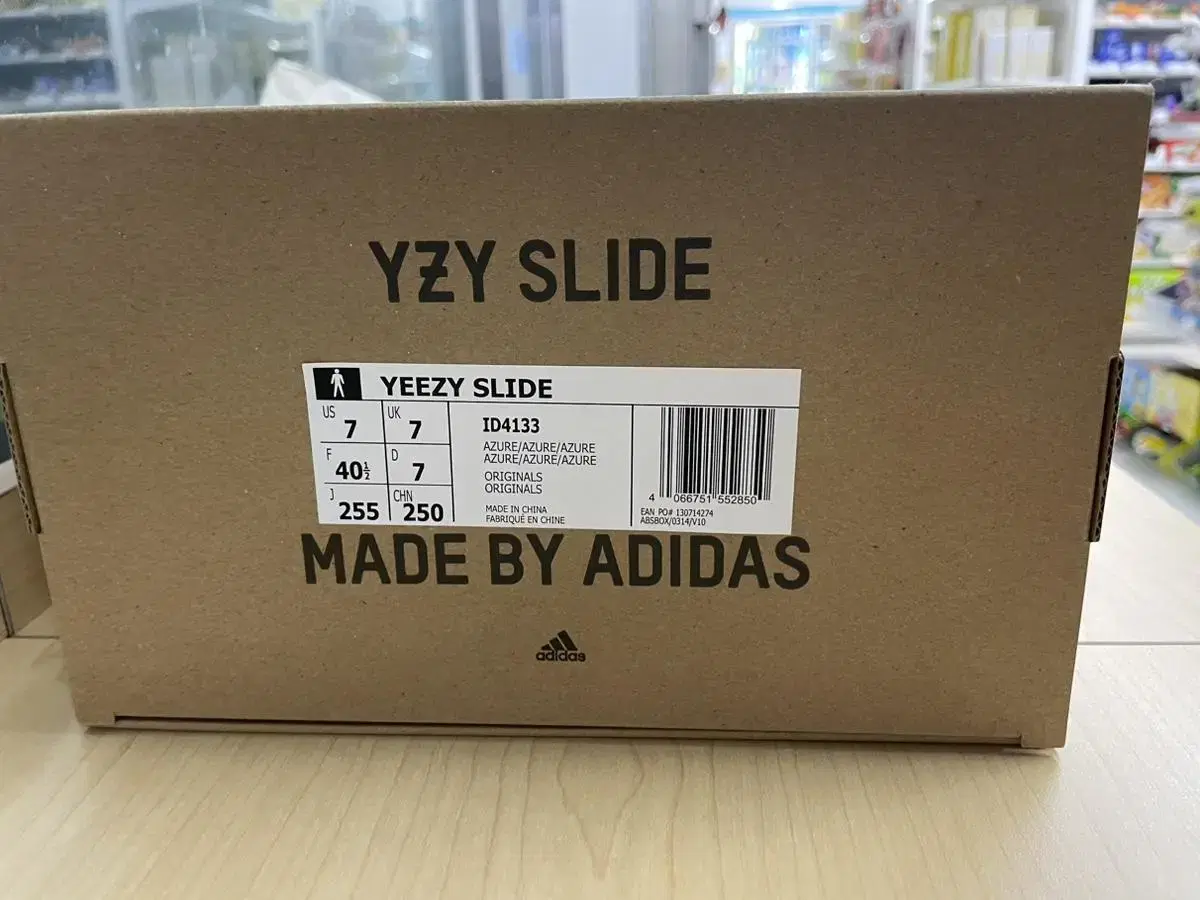 YZY SLIDE
YEEZY SLIDE
US 7 UK 7
F 40½ D 7
J 255 CHN 250
ID4133
AZURE/AZURE/AZURE
AZURE/AZURE/AZURE
ORIGINALS
ORIGINALS
MADE IN CHINA
FABRIQUÉ EN CHINE
4 066751 552850
EAN PO# 130714274
ABSBOX/0314/V10
MADE BY ADIDAS
adidas